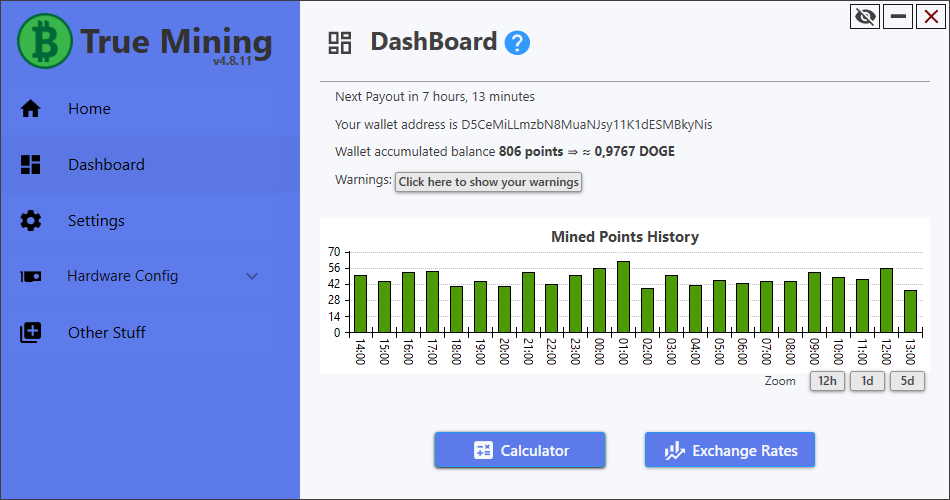 True Mining
v4.8.11
Home
Dashboard
Settings
Hardware Config
Other Stuff
DashBoard ?
Next Payout in 7 hours, 13 minutes
Your wallet address is D5CeMiLLmzbN8MuaNJsy11K1dESMBkyNis
Wallet accumulated balance 806 points ⇒ ≈ 0,9767 DOGE
Warnings: Click here to show your warnings
Mined Points History
70
56
42
28
14
0
14:00 15:00 16:00 17:00 18:00 19:00 20:00 21:00 22:00 23:00 00:00 01:00 02:00 03:00 04:00 05:00 06:00 07:00 08:00 09:00 10:00 11:00 12:00 13:00
Zoom 12h 1d 5d
Calculator Exchange Rates